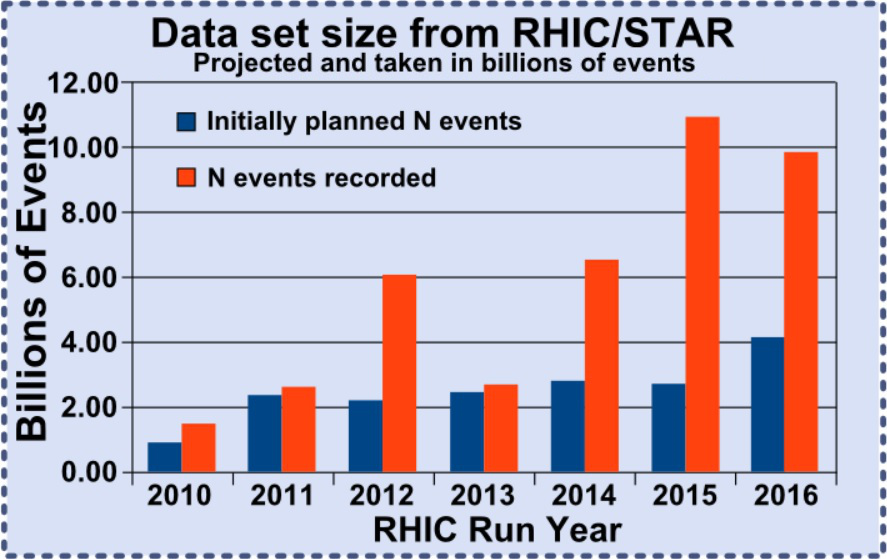 Data set size from RHIC/STAR
Projected and taken in billions of events
Billions of Events
12.00
10.00
8.00
6.00
4.00
2.00
0.00
Initially planned N events
N events recorded
2010 2011 2012 2013 2014 2015 2016
RHIC Run Year